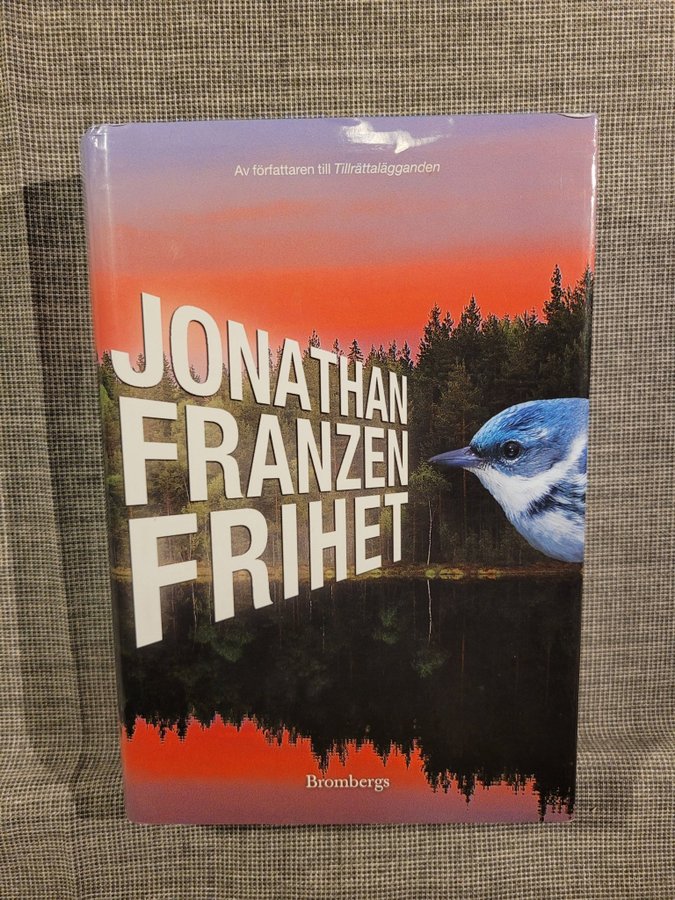 Av författaren till Tillrättalägganden
JONATHAN
FRANZEN
FRIHET
Brombergs